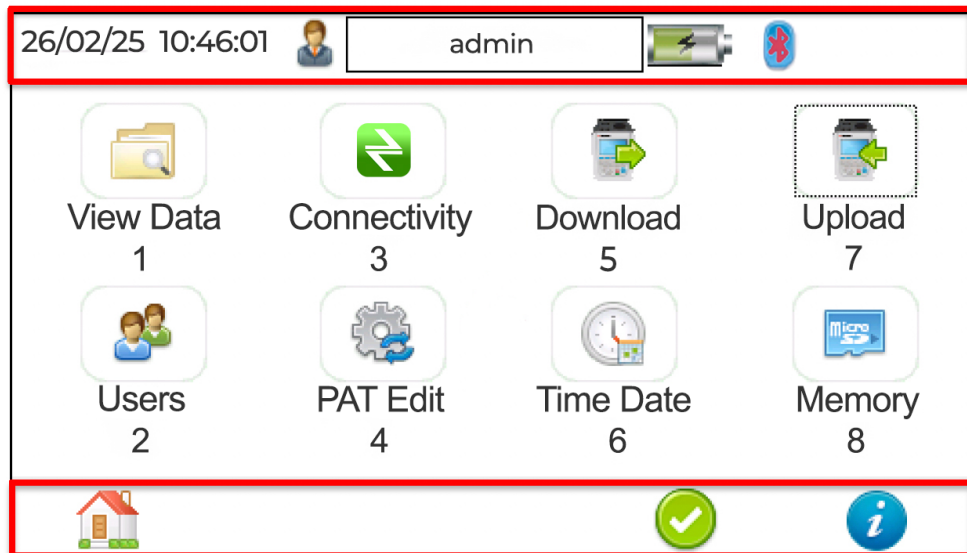 26/02/25 10:46:01 admin
View Data Connectivity Download Upload
1 3 5 7
Micro SD
Users PAT Edit Time Date Memory
2 4 6 8
i